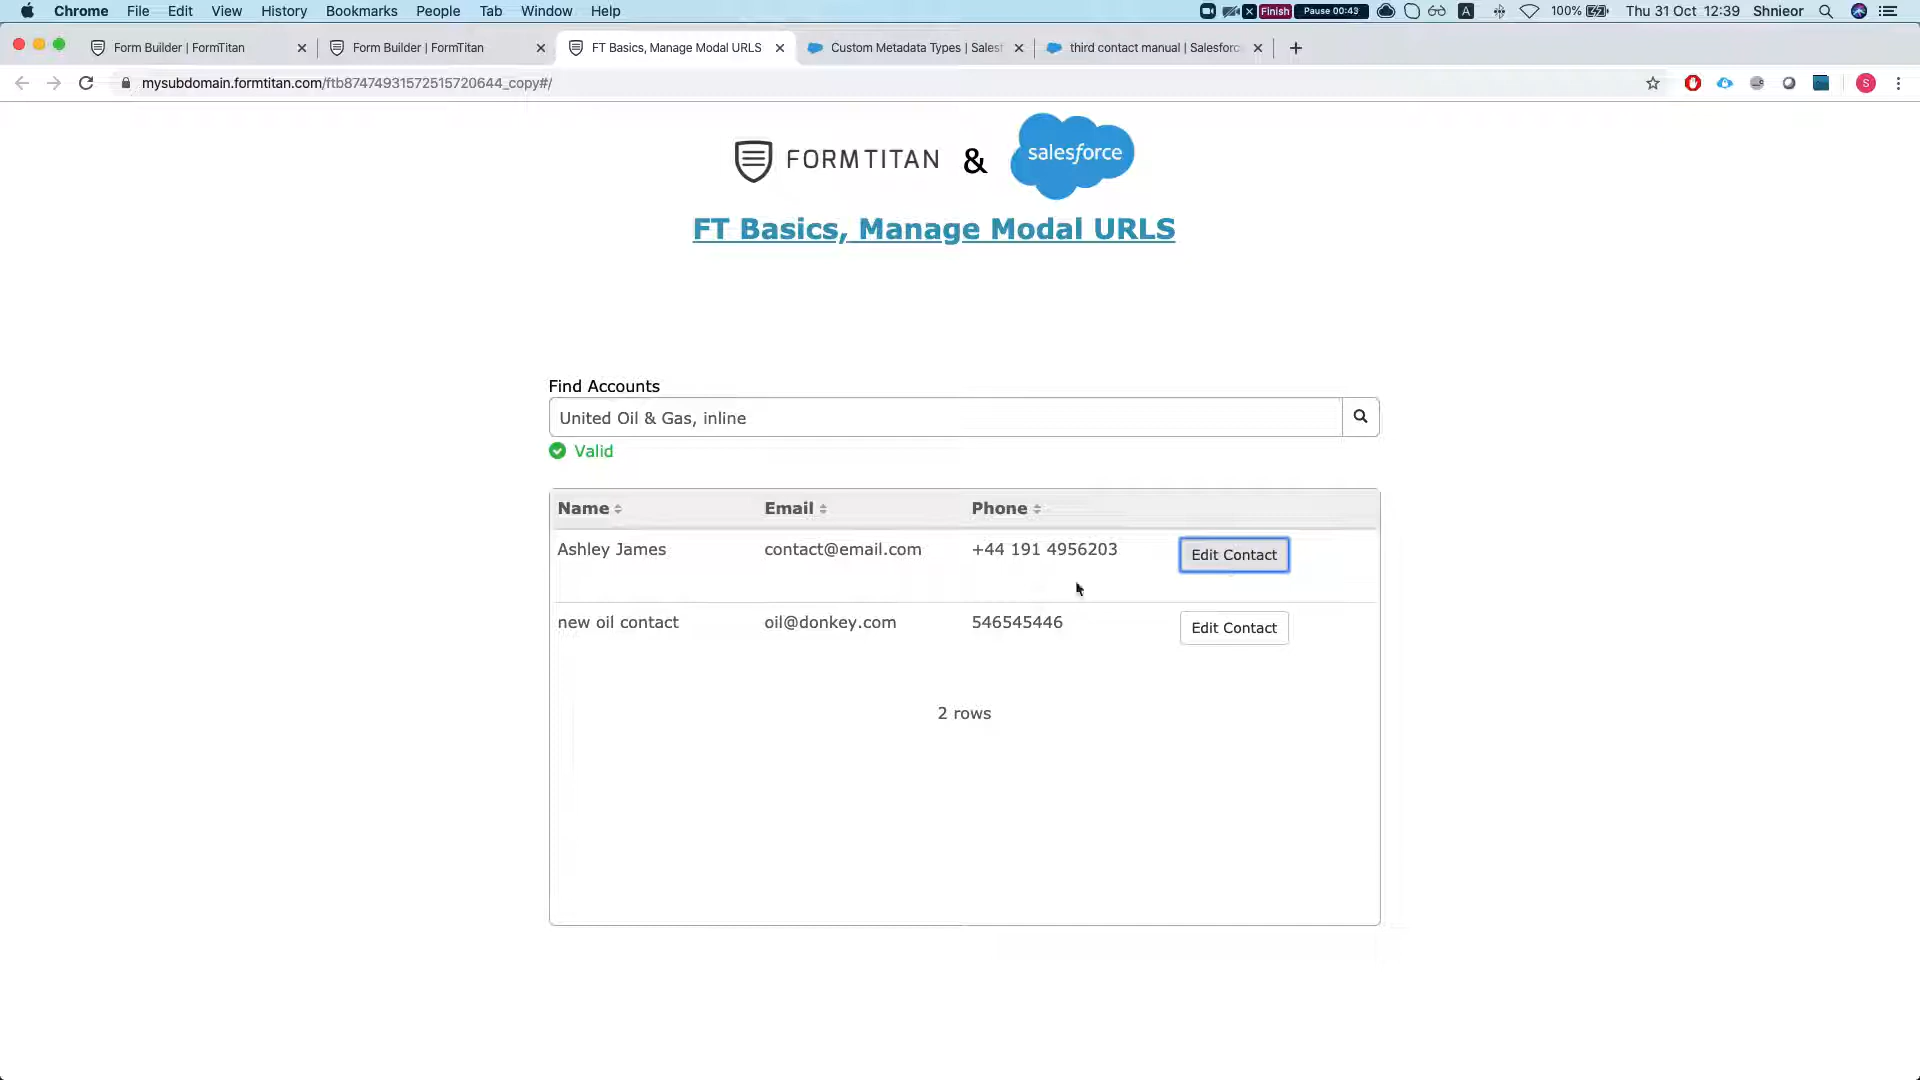 Chrome File Edit View History Bookmarks People Tab Window Help Finish Pause 00:43 A 100% Thu 31 Oct 12:39 Shnieor
Form Builder | FormTitan Form Builder | FormTitan FT Basics, Manage Modal URLS Custom Metadata Types | Salesf third contact manual | Salesforc
mysubdomain.formtitan.com/ftb87474931572515720644_copy#/ S
FORMTITAN & salesforce
FT Basics, Manage Modal URLS
Find Accounts
United Oil & Gas, inline
Valid
Name Email Phone
Ashley James contact@email.com +44 191 4956203 Edit Contact
new oil contact oil@donkey.com 546545446 Edit Contact
2 rows